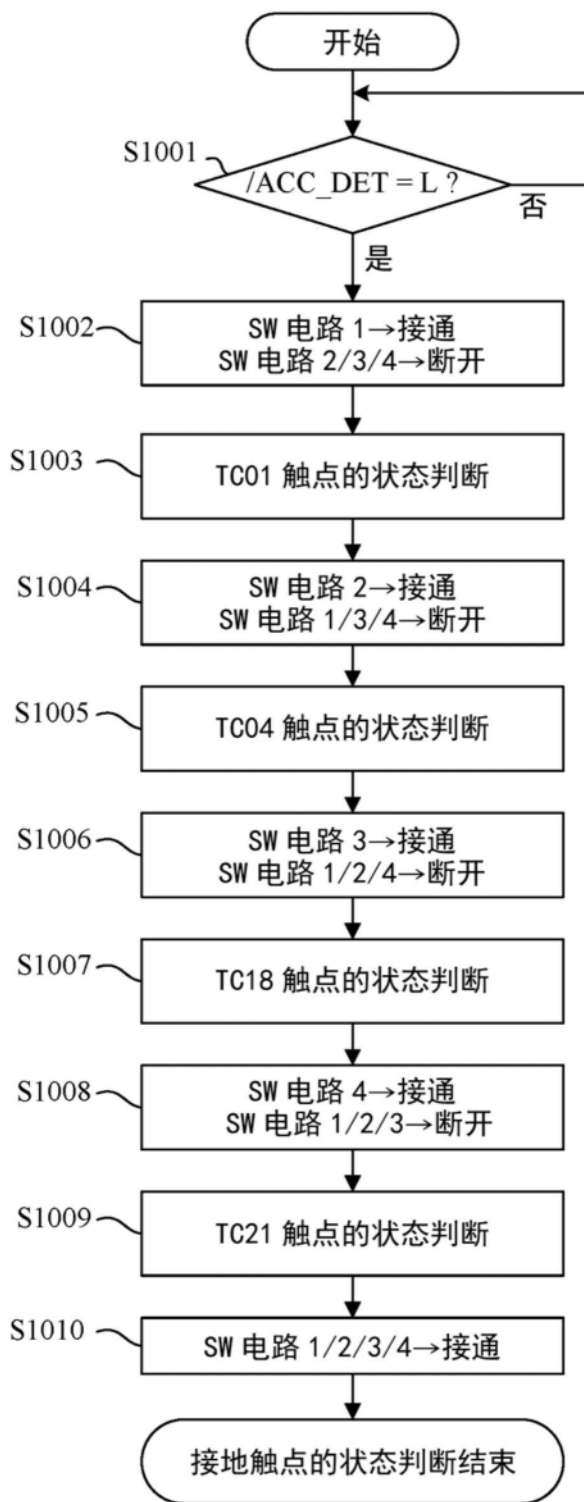 开始
S1001
/ACC_DET = L ?
否
是
S1002
SW 电路 1→接通
SW 电路 2/3/4→断开
S1003
TC01 触点的状态判断
S1004
SW 电路 2→接通
SW 电路 1/3/4→断开
S1005
TC04 触点的状态判断
S1006
SW 电路 3→接通
SW 电路 1/2/4→断开
S1007
TC18 触点的状态判断
S1008
SW 电路 4→接通
SW 电路 1/2/3→断开
S1009
TC21 触点的状态判断
S1010
SW 电路 1/2/3/4→接通
接地触点的状态判断结束